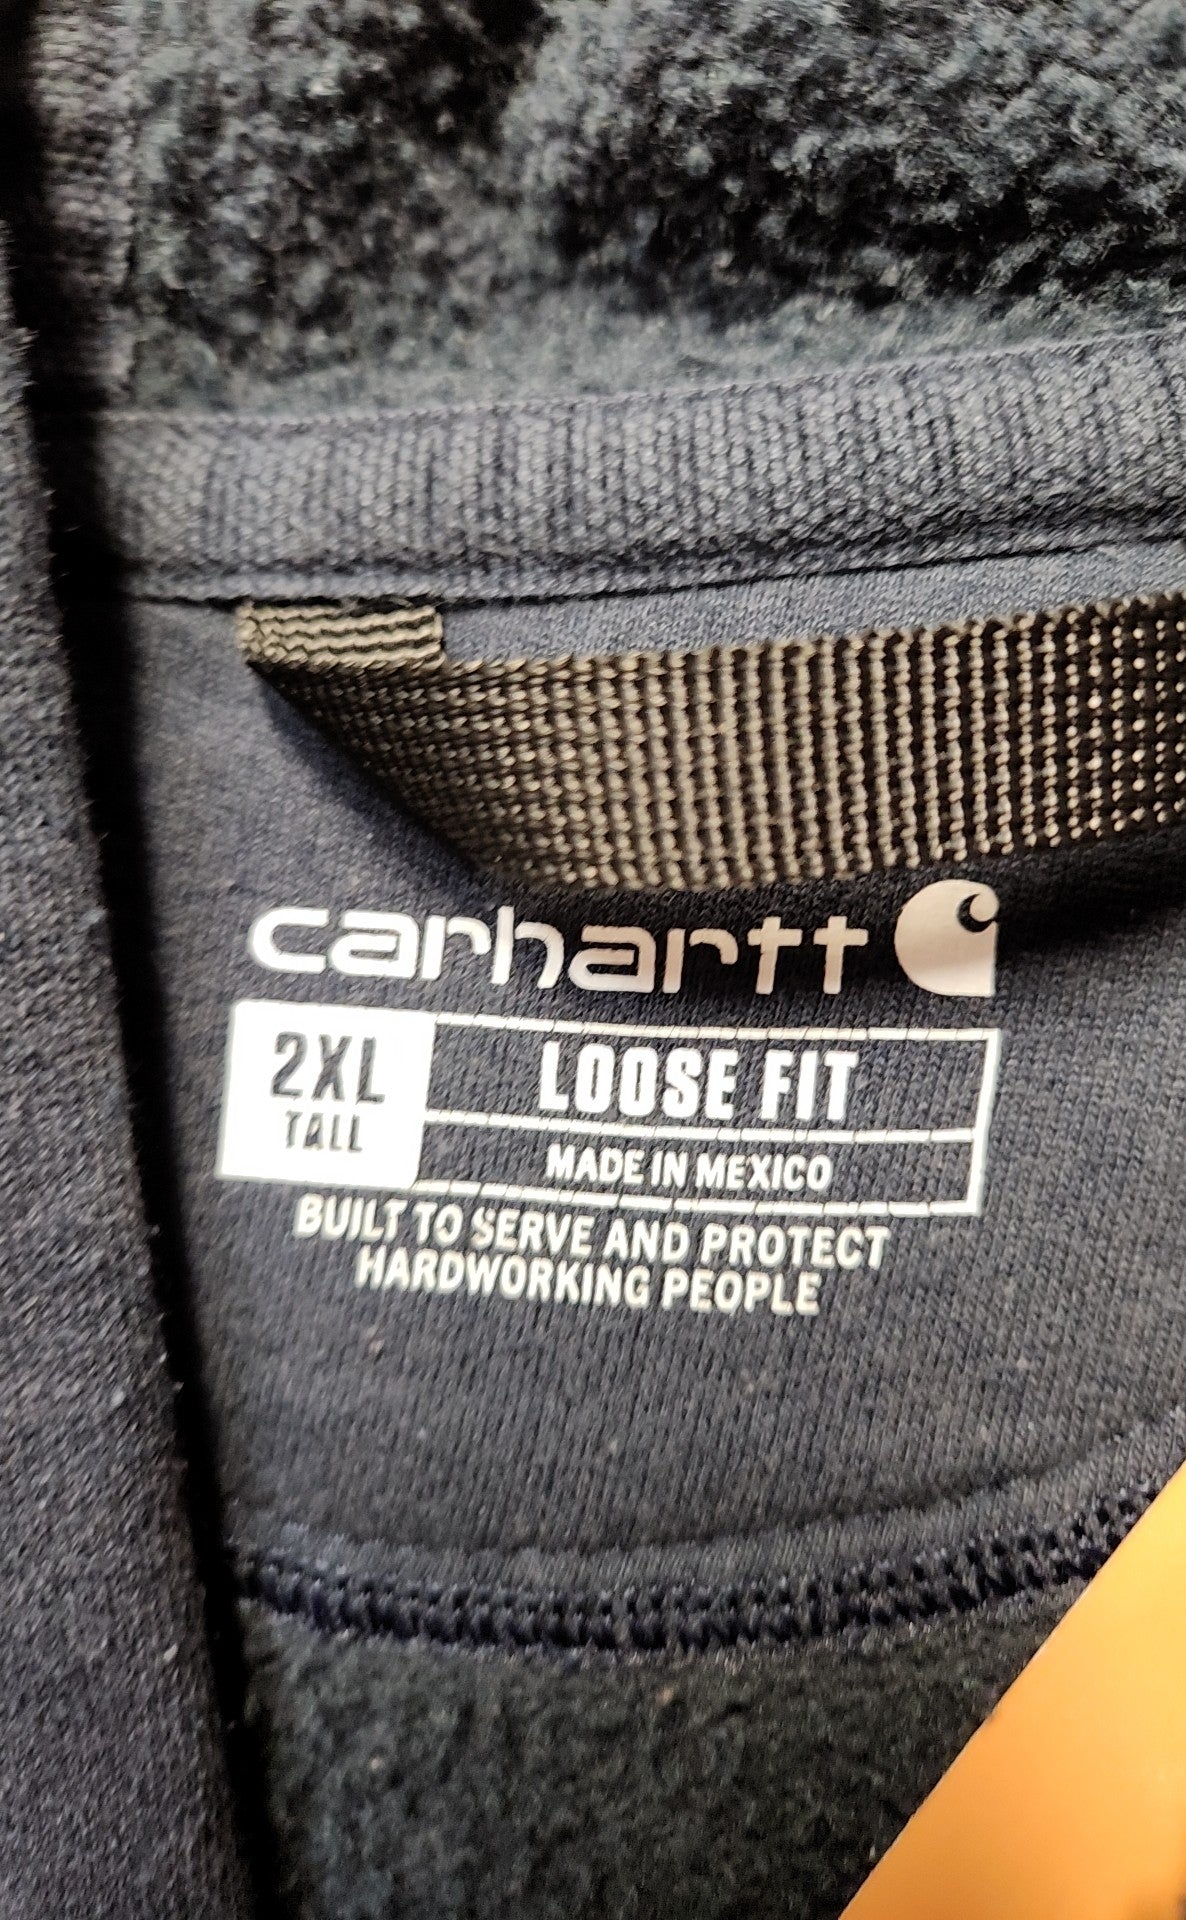 carhartt
2XL
TALL
LOOSE FIT
MADE IN MEXICO
BUILT TO SERVE AND PROTECT
HARDWORKING PEOPLE